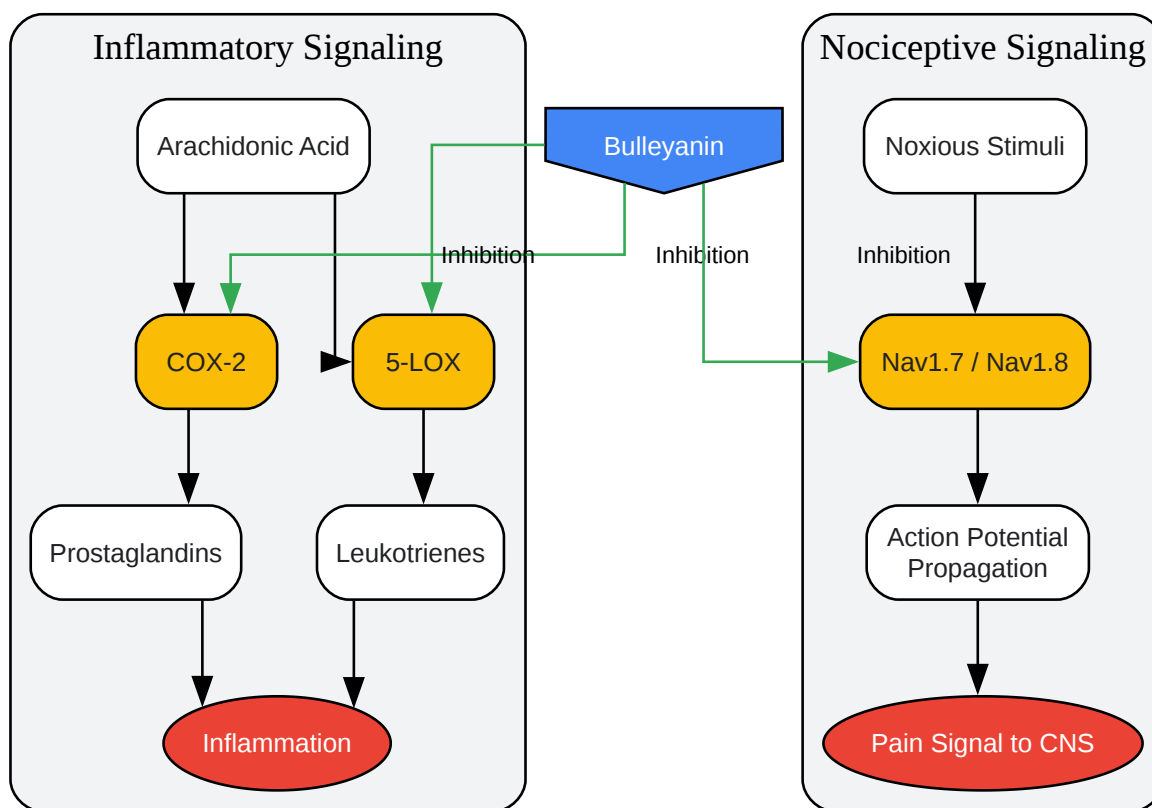 Inflammatory Signaling
Nociceptive Signaling
Arachidonic Acid
Bulleyanin
Noxious Stimuli
Inhibition
Inhibition
Inhibition
COX-2
5-LOX
Nav1.7 / Nav1.8
Prostaglandins
Leukotrienes
Action Potential
Propagation
Inflammation
Pain Signal to CNS